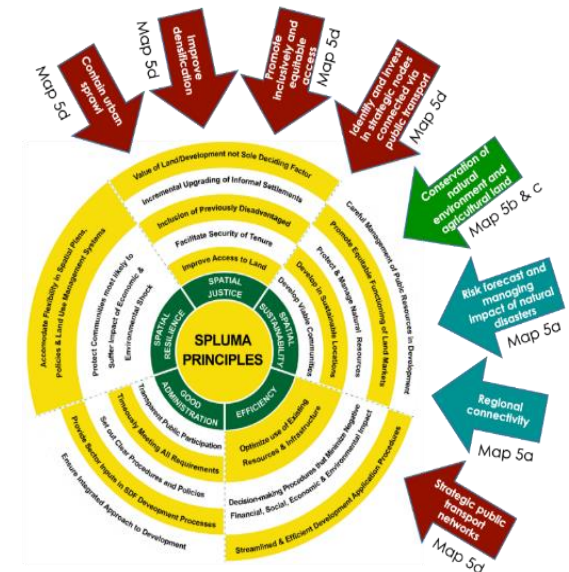 Contain urban
sprawl
Map 5d
Improve
densification
Map 5d
Promote
inclusively and
equitable
access
Map 5d
Identify and invest
in strategic nodes
connected via
public transport
Map 5d
Conservation of
natural
environment and
agricultural land
Map 5b & c
Risk forecast and
managing
impact of natural
disasters
Map 5a
Regional
connectivity
Map 5a
Strategic public
transport
networks
Map 5d
Value of Land/Development not Sole Deciding Factor
Incremental Upgrading of Informal Settlements
Inclusion of Previously Disadvantaged
Facilitate Security of Tenure
Improve Access to Land
SPATIAL
JUSTICE
Careful Management of Public Resources in Development
Promote Equitable Functioning of Land Markets
Protect & Manage Natural Resources
Develop in Sustainable Locations
Develop Viable Communities
SPATIAL
SUSTAINABILITY
SPLUMA
PRINCIPLES
EFFICIENCY
Optimize use of Existing
Resources & Infrastructure
Decision-making Procedures that Minimize Negative
Financial, Social, Economic & Environmental Impact
Streamlined & Efficient Development Application Procedures
GOOD
ADMINISTRATION
Transparent Public Participation
Timeously Meeting All Requirements
Set out Clear Procedures and Policies
Provide Sector Inputs in SDF Development Processes
Ensure Integrated Approach to Development
SPATIAL
RESILIENCE
Protect Communities most likely to
Suffer Impact of Economic &
Environmental Shock
Accomodate Flexibility in Spatial Plans,
Policies & Land Use Management Systems